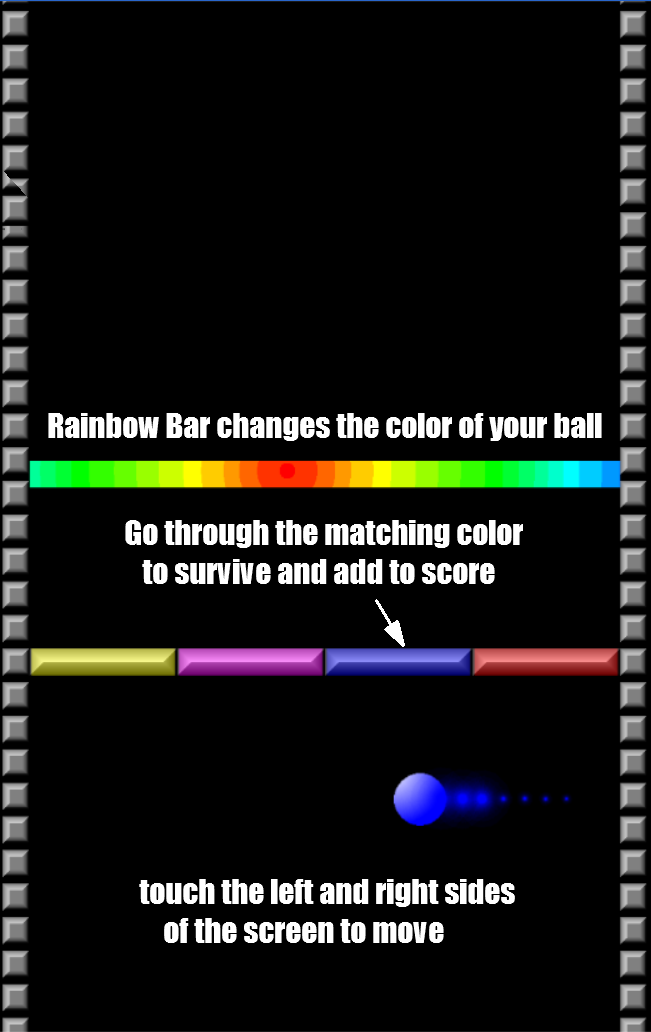 Rainbow Bar changes the color of your ball
Go through the matching color
to survive and add to score
touch the left and right sides
of the screen to move